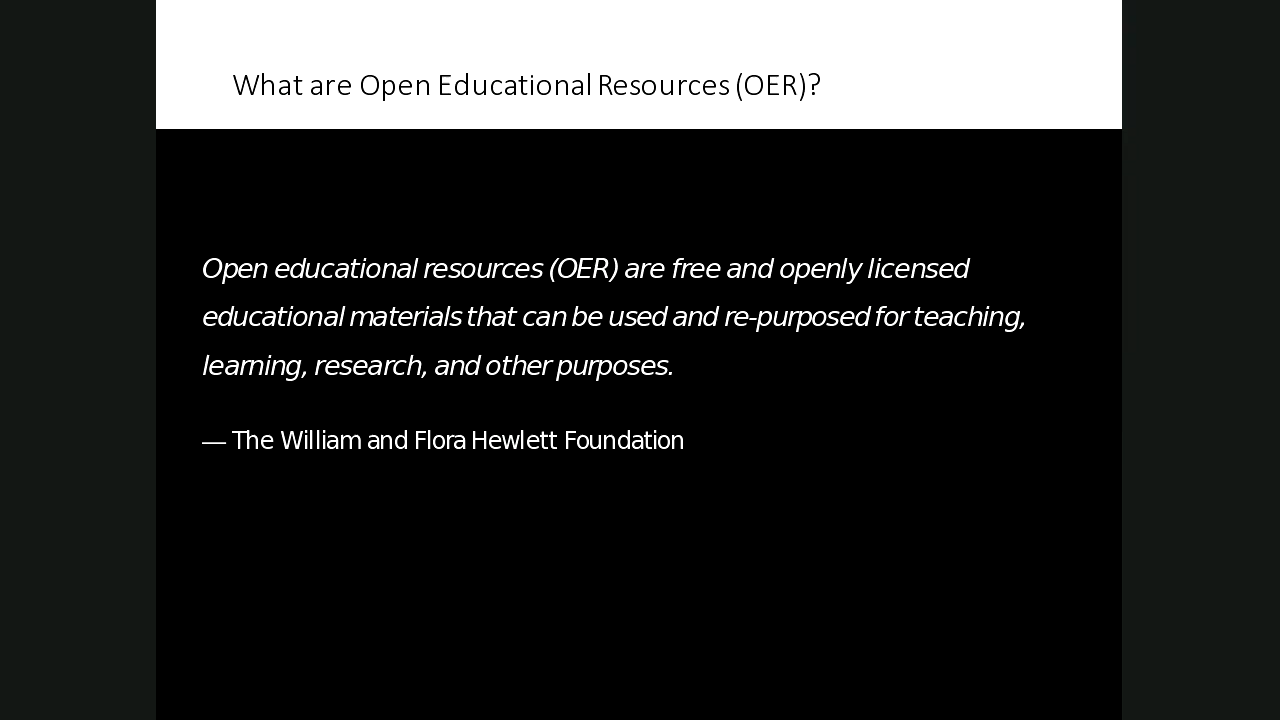 What are Open Educational Resources (OER)?
Open educational resources (OER) are free and openly licensed
educational materials that can be used and re-purposed for teaching,
learning, research, and other purposes.
— The William and Flora Hewlett Foundation